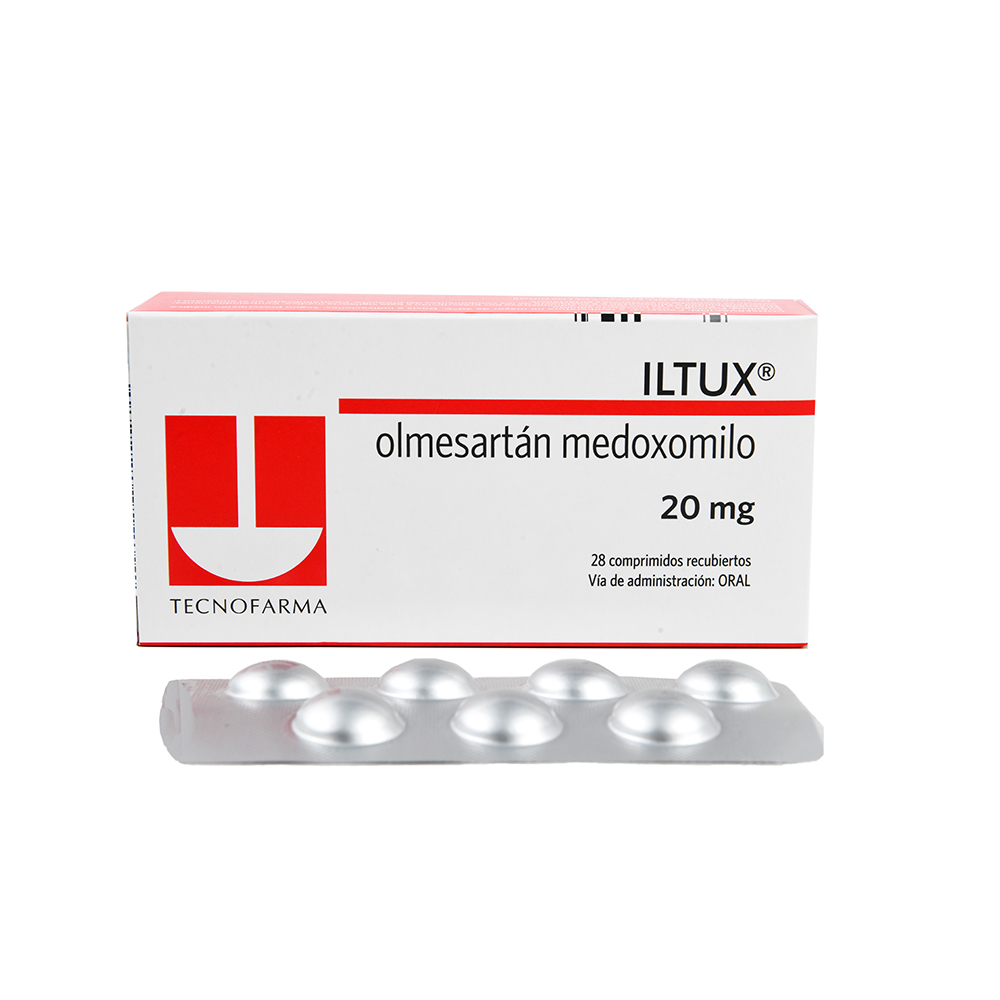 ILTUX®
olmesartán medoxomilo
20 mg
28 comprimidos recubiertos
Vía de administración: ORAL
TECNOFARMA